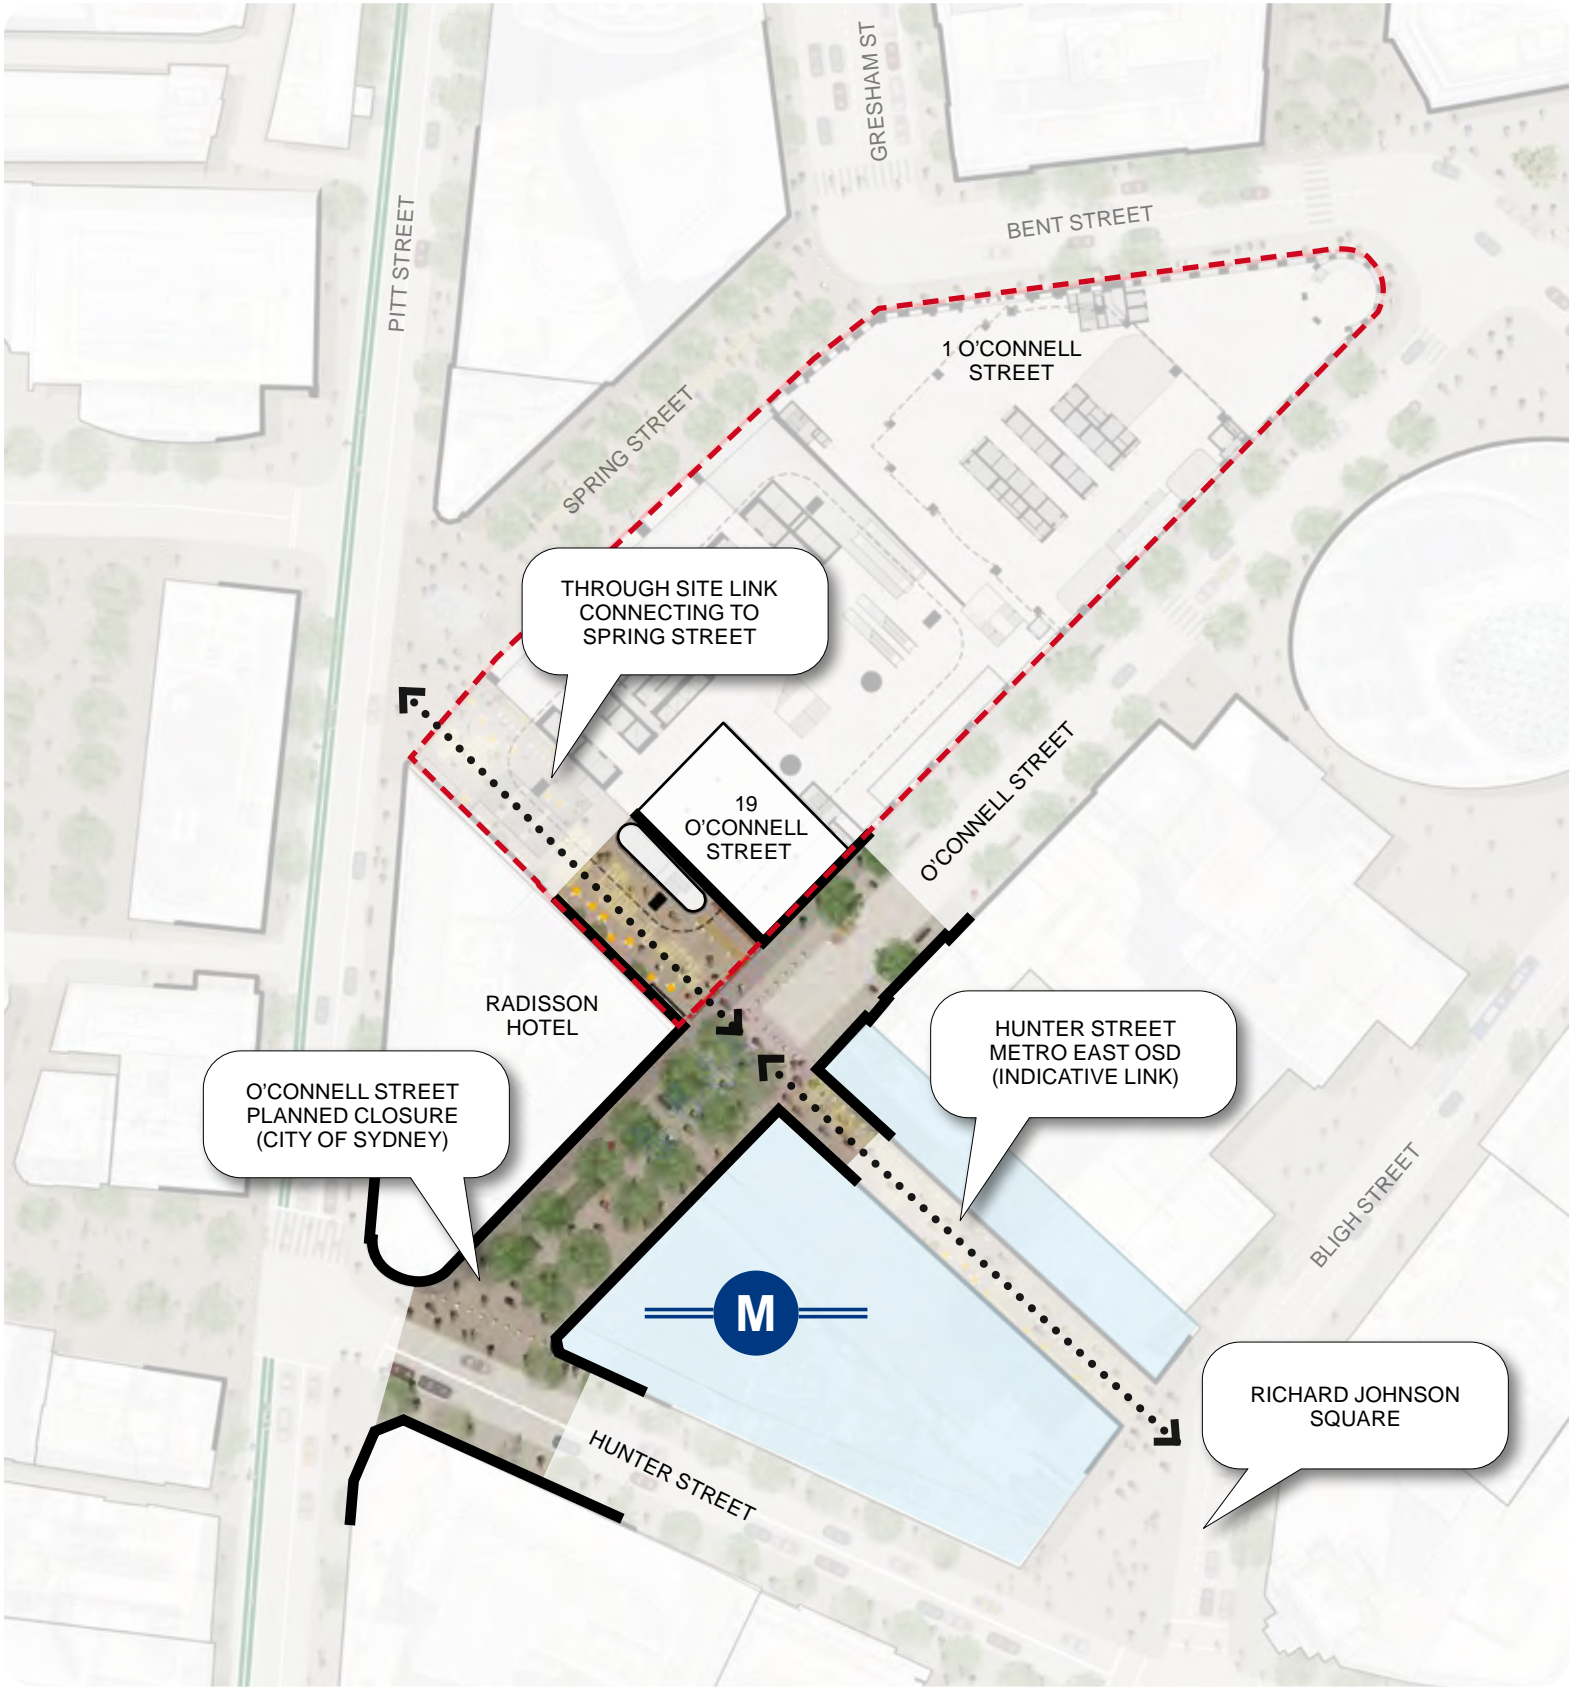 GRESHAM ST
BENT STREET
PITT STREET
1 O'CONNELL
STREET
SPRING STREET
THROUGH SITE LINK
CONNECTING TO
SPRING STREET
O'CONNELL STREET
19
O'CONNELL
STREET
RADISSON
HOTEL
HUNTER STREET
METRO EAST OSD
(INDICATIVE LINK)
O'CONNELL STREET
PLANNED CLOSURE
(CITY OF SYDNEY)
BLIGH STREET
M
RICHARD JOHNSON
SQUARE
HUNTER STREET